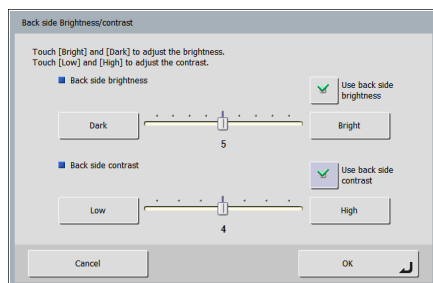 Back side Brightness/contrast
Touch [Bright] and [Dark] to adjust the brightness.
Touch [Low] and [High] to adjust the contrast.
Back side brightness
Use back side
brightness
Dark
Bright
5
Back side contrast
Use back side
contrast
Low
High
4
Cancel
OK